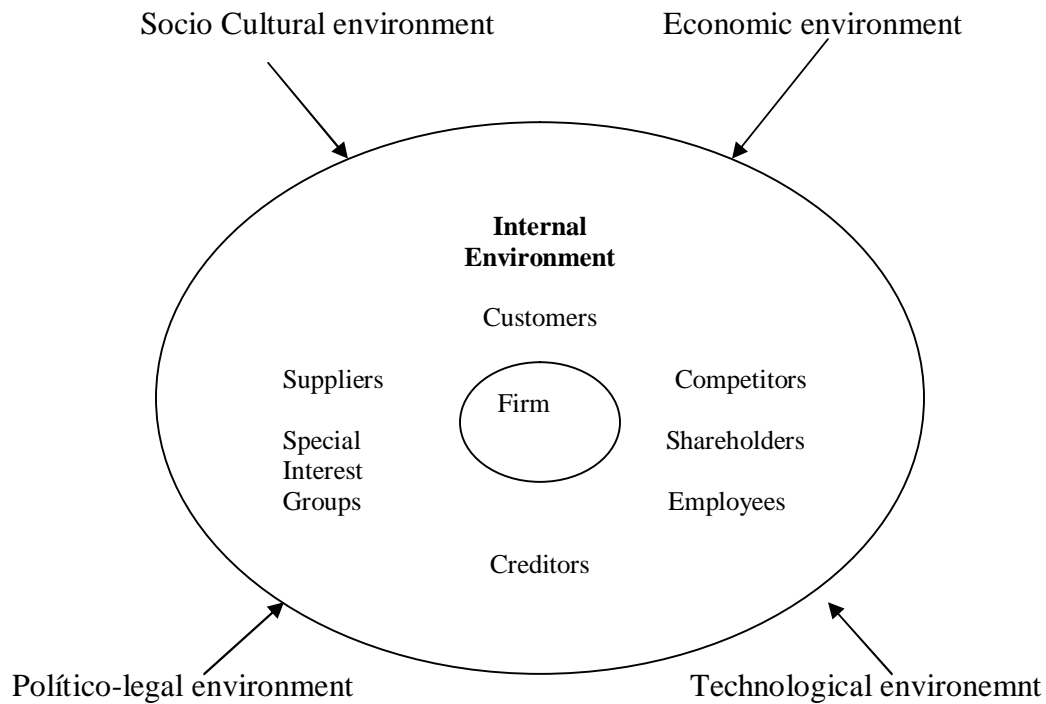 Socio Cultural environment
Economic environment
Internal
Environment
Customers
Suppliers
Competitors
Firm
Special
Interest
Groups
Shareholders
Employees
Creditors
Político-legal environment
Technological environemnt